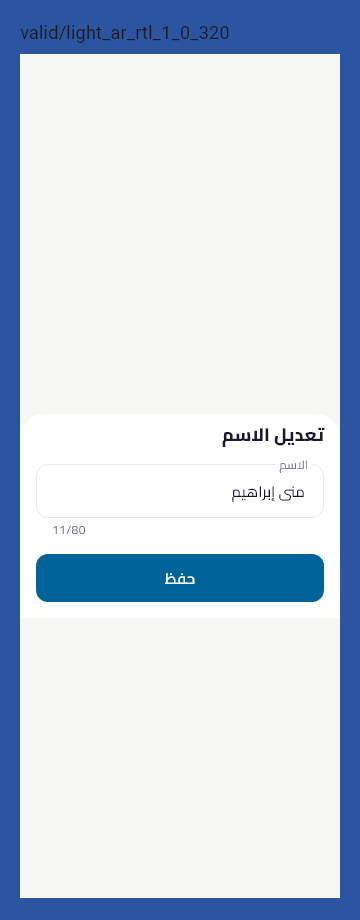 valid/light_ar_rtl_1_0_320
تعديل الاسم
الاسم
منى إبراهيم
11/80
حفظ